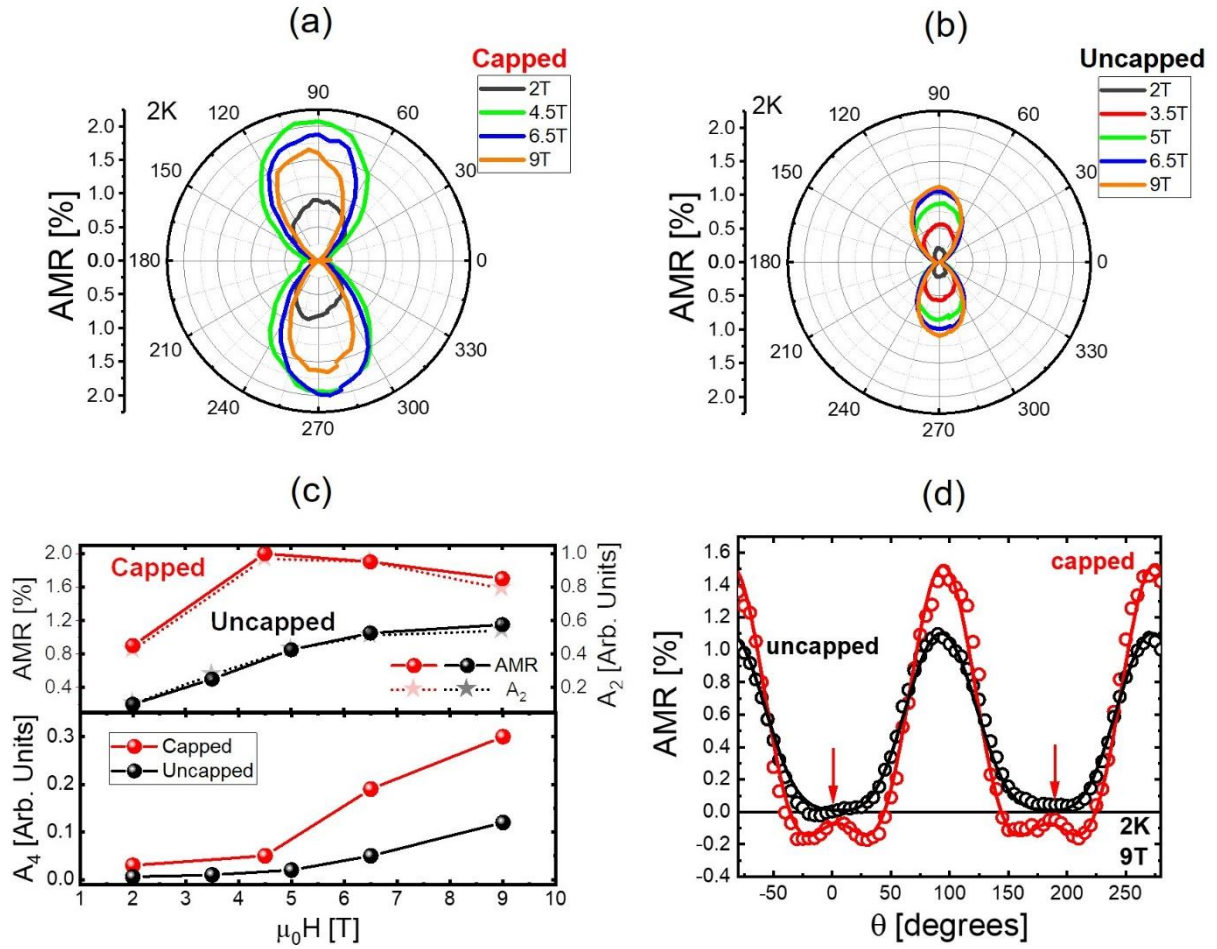 (a)
Capped
2T
4.5T
6.5T
9T
2K
90
120
60
150
30
180
0
210
330
240
300
270
AMR [%]
2.0
1.5
1.0
0.5
0.0
0.5
1.0
1.5
2.0
(b)
Uncapped
2T
3.5T
5T
6.5T
9T
2K
90
120
60
150
30
180
0
210
330
240
300
270
AMR [%]
2.0
1.5
1.0
0.5
0.0
0.5
1.0
1.5
2.0
(c)
Capped
Uncapped
AMR
A₂
AMR [%]
2.0
1.6
1.2
0.8
0.4
A₂ [Arb. Units]
1.0
0.8
0.6
0.4
0.2
Capped
Uncapped
A₄ [Arb. Units]
0.3
0.2
0.1
0.0
1 2 3 4 5 6 7 8 9 10
μ₀H [T]
(d)
capped
uncapped
AMR [%]
1.6
1.4
1.2
1.0
0.8
0.6
0.4
0.2
0.0
-0.2
-0.4
2K
9T
-50 0 50 100 150 200 250
θ [degrees]